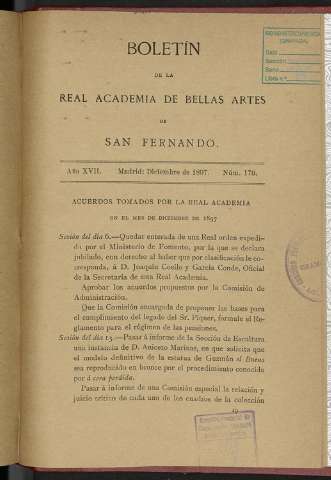 BOLETÍN
DE LA
REAL ACADEMIA DE BELLAS ARTES
DE
SAN FERNANDO.
Año XVII. Madrid: Diciembre de 1897. Núm. 170.
ACUERDOS TOMADOS POR LA REAL ACADEMIA
EN EL MES DE DICIEMBRE DE 1897
Sesión del día 6.—Quedar enterada de una Real orden expedi-
da por el Ministerio de Fomento, por la que se declara
jubilado, con derecho al haber que por clasificación le co-
rresponda, á D. Joaquín Coello y García Conde, Oficial
de la Secretaría de esta Real Academia.
Aprobar los acuerdos propuestos por la Comisión de
Administración.
Que la Comisión encargada de proponer las bases para
el cumplimiento del legado del Sr. Piquer, formule el Re-
glamento para el régimen de las pensiones.
Sesión del día 13.—Pasar á informe de la Sección de Escultura
una instancia de D. Aniceto Marinas, en que solicita que
el modelo definitivo de la estatua de Guzmán el Bueno
sea reproducido en bronce por el procedimiento conocido
por á cera perdida.
Pasar á informe de una Comisión especial la relación y
juicio crítico de cada uno de los cuadros de la colección